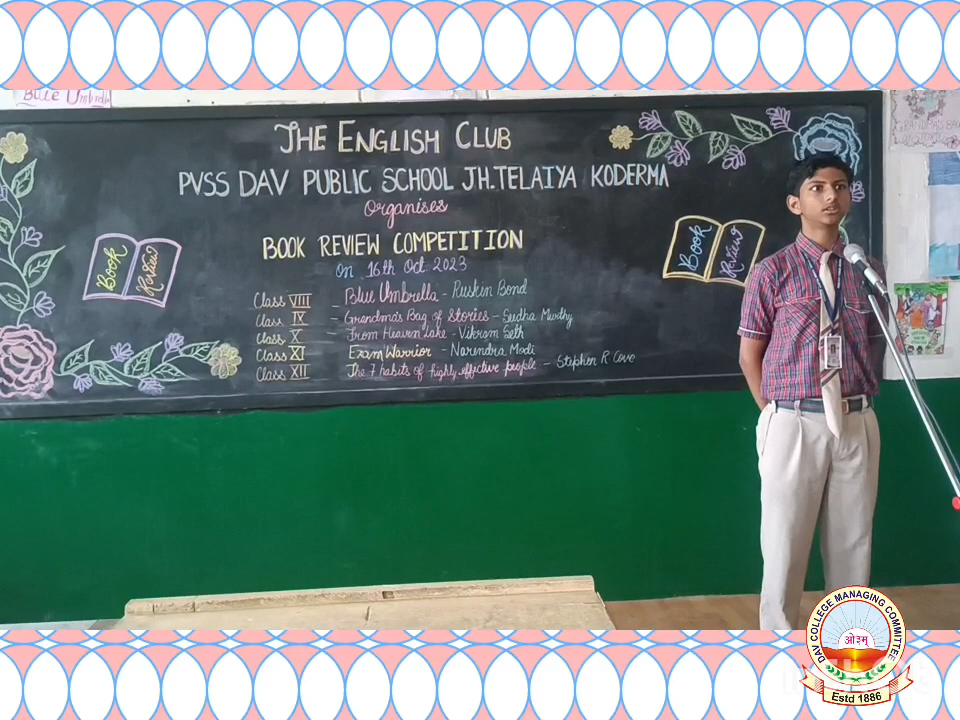 Blue Umbrella
THE ENGLISH CLUB
PVSS DAV PUBLIC SCHOOL JH.TELAIYA KODERMA
Organises
BOOK REVIEW COMPETITION
On 16th Oct 2023
Book Review
Book Review
Class VIII – Blue Umbrella – Ruskin Bond
Class IX – Grandma's Bag of Stories – Sudha Murthy
Class X – From Heaven Lake – Vikram Seth
Class XI Exam Warrior – Narendra Modi
Class XII The 7 habits of highly effective people – Stephen R Cove
DAV COLLEGE MANAGING COMMITTEE
ओ३म्
Estd 1886